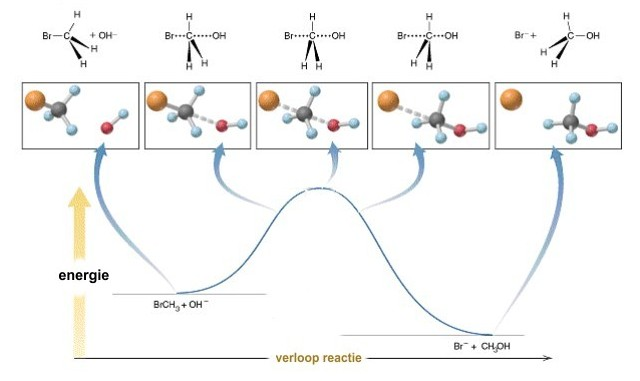 H
Br C + OH⁻
H
H
H
Br C OH
H H
H
Br C OH
H H
H
Br C OH
H H
H
Br⁻ + C OH
H
H
energie
BrCH₃ + OH⁻
Br⁻ + CH₃OH
verloop reactie